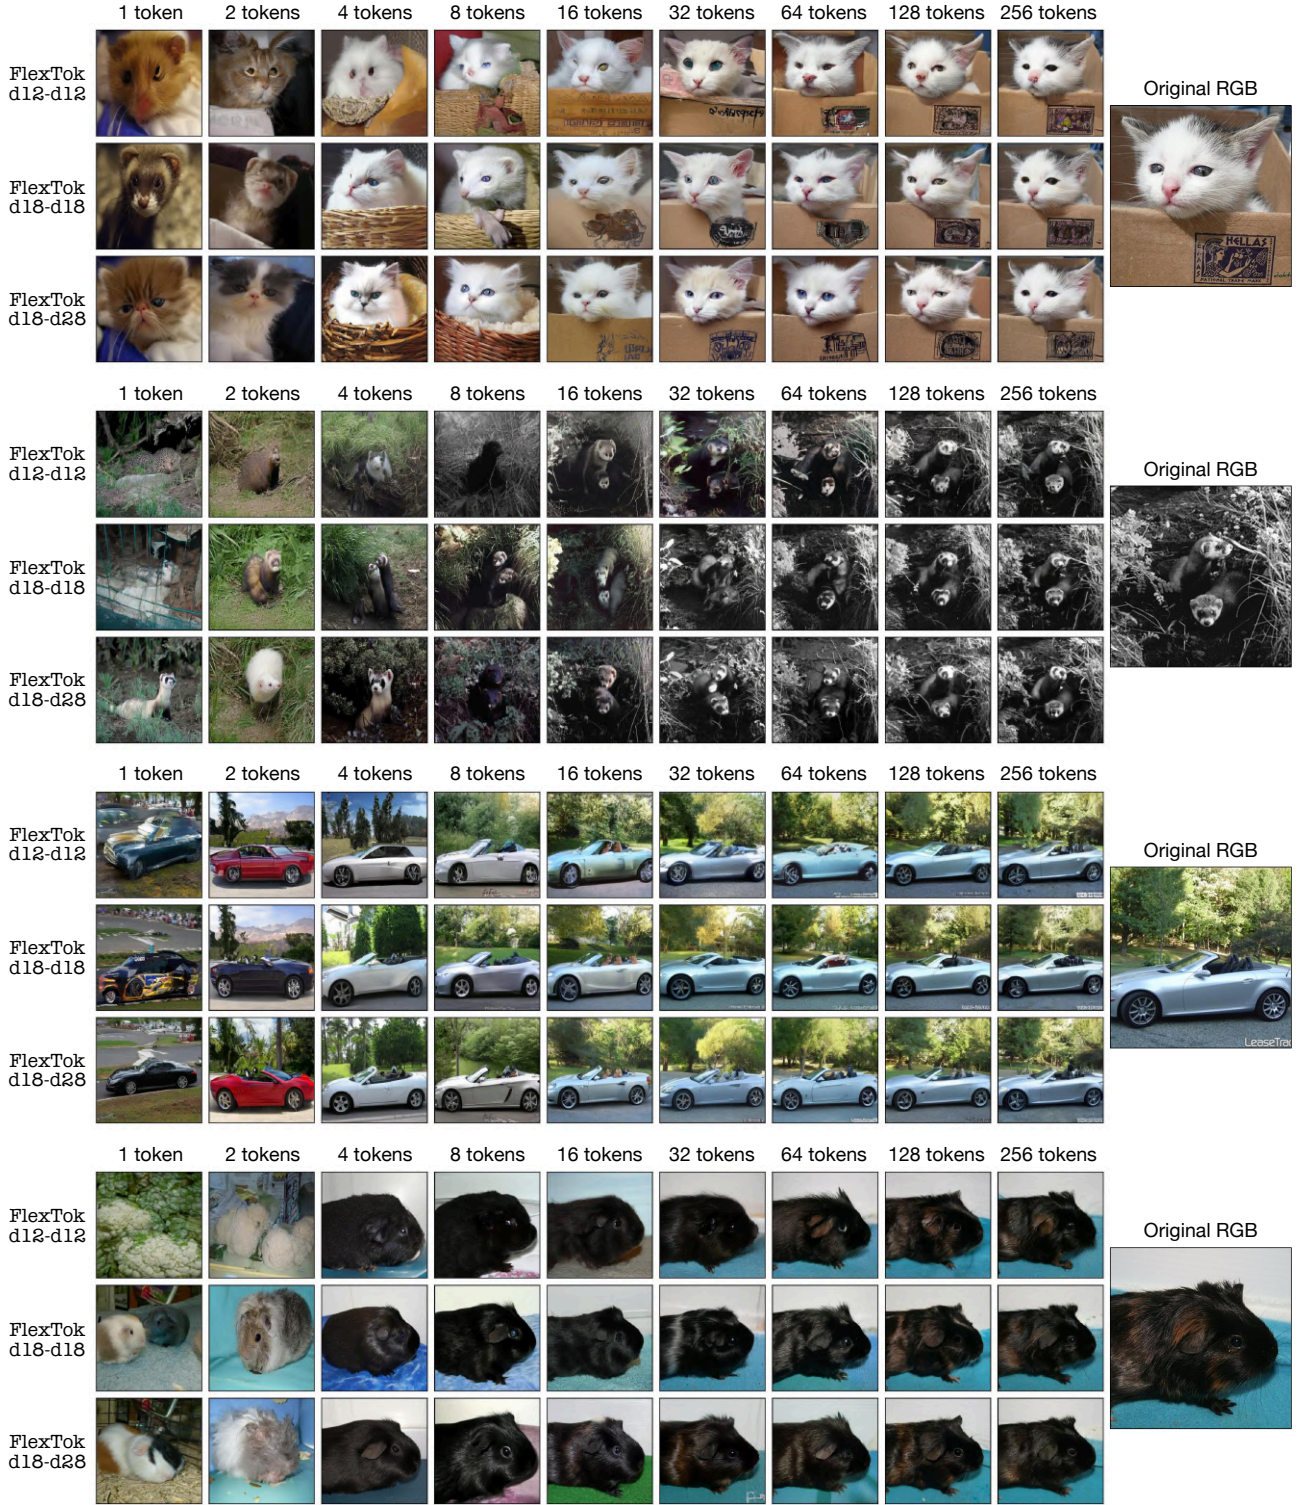 1 token 2 tokens 4 tokens 8 tokens 16 tokens 32 tokens 64 tokens 128 tokens 256 tokens
FlexTok
d12-d12
Original RGB
FlexTok
d18-d18
HELLAS
FlexTok
d18-d28
1 token 2 tokens 4 tokens 8 tokens 16 tokens 32 tokens 64 tokens 128 tokens 256 tokens
FlexTok
d12-d12
Original RGB
FlexTok
d18-d18
FlexTok
d18-d28
1 token 2 tokens 4 tokens 8 tokens 16 tokens 32 tokens 64 tokens 128 tokens 256 tokens
FlexTok
d12-d12
Original RGB
FlexTok
d18-d18
LeaseTrad
FlexTok
d18-d28
1 token 2 tokens 4 tokens 8 tokens 16 tokens 32 tokens 64 tokens 128 tokens 256 tokens
FlexTok
d12-d12
Original RGB
FlexTok
d18-d18
FlexTok
d18-d28